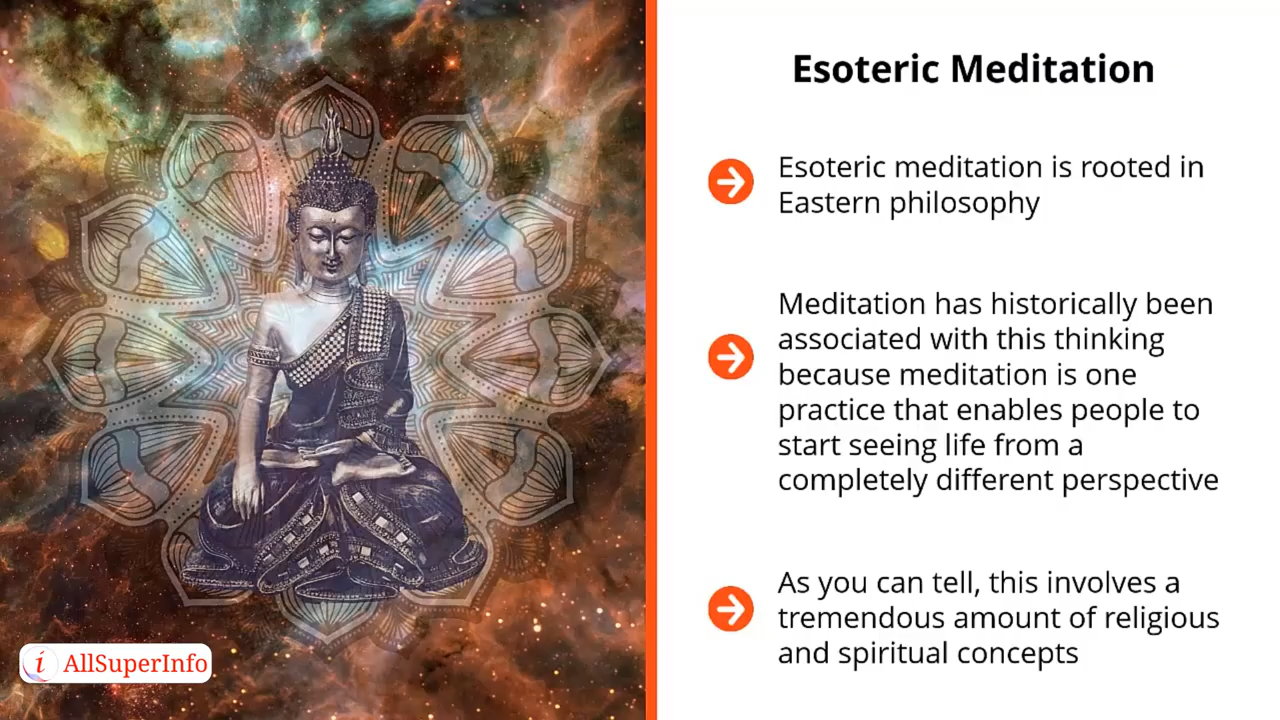 Esoteric Meditation
Esoteric meditation is rooted in
Eastern philosophy
Meditation has historically been
associated with this thinking
because meditation is one
practice that enables people to
start seeing life from a
completely different perspective
As you can tell, this involves a
tremendous amount of religious
and spiritual concepts
i AllSuperInfo